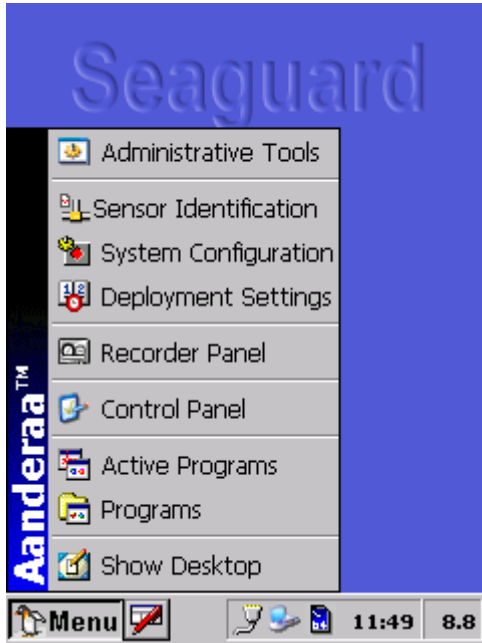 Seaguard
Administrative Tools
Sensor Identification
System Configuration
Deployment Settings
Recorder Panel
Control Panel
Active Programs
Programs
Show Desktop
Aanderaa™
Menu 11:49 8.8